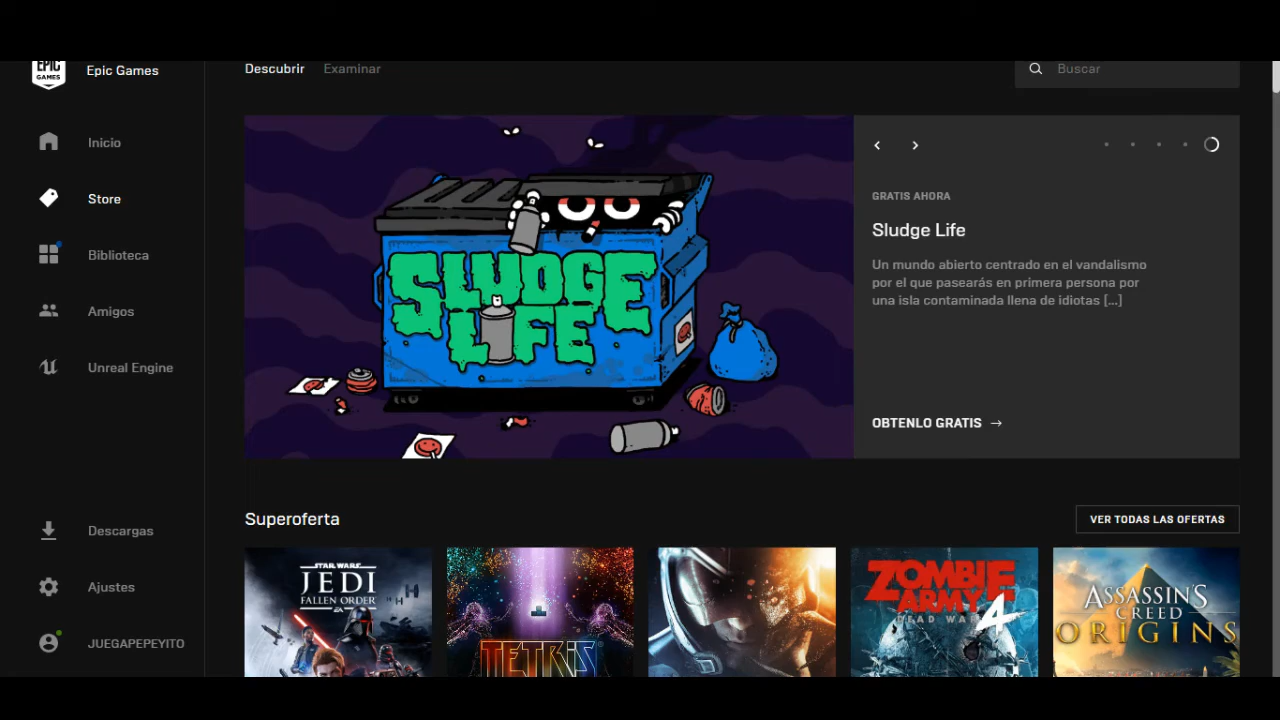 EPIC
GAMES
Epic Games
Descubrir
Examinar
Buscar
Inicio
Store
Biblioteca
Amigos
Unreal Engine
Descargas
Ajustes
JUEGAPEPEYITO
SLUDGE
LIFE
GRATIS AHORA
Sludge Life
Un mundo abierto centrado en el vandalismo
por el que pasearás en primera persona por
una isla contaminada llena de idiotas [...]
OBTENLO GRATIS
Superoferta
VER TODAS LAS OFERTAS
STAR WARS
JEDI
FALLEN ORDER
TETRIS
ZOMBIE
ARMY 4
DEAD WAR
ASSASSIN'S
CREED
ORIGINS